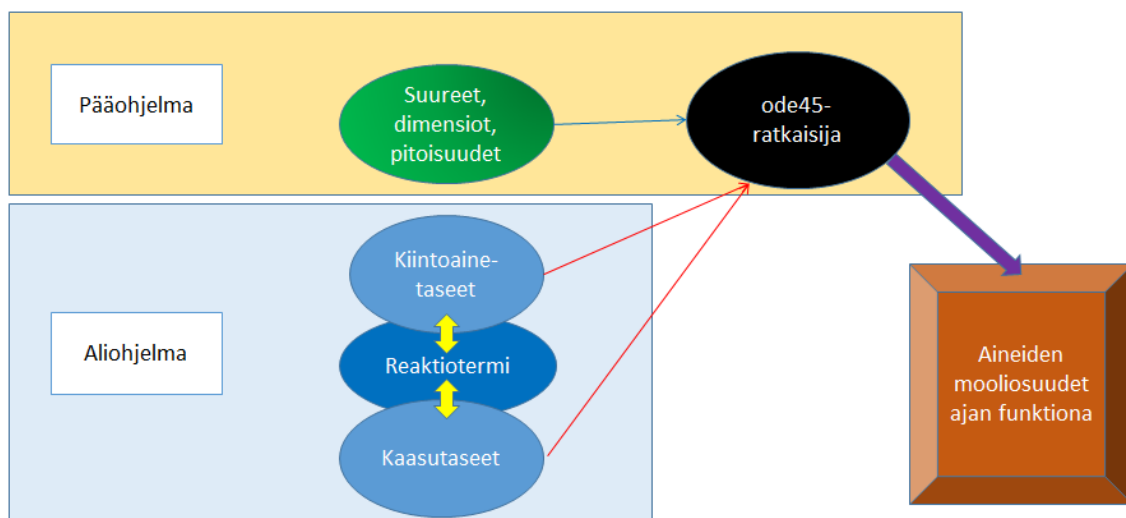 Pääohjelma
Suureet,
dimensiot,
pitoisuudet
ode45-
ratkaisija
Kiintoaine-
taseet
Aliohjelma
Reaktiotermi
Kaasutaseet
Aineiden
mooliosuudet
ajan funktiona